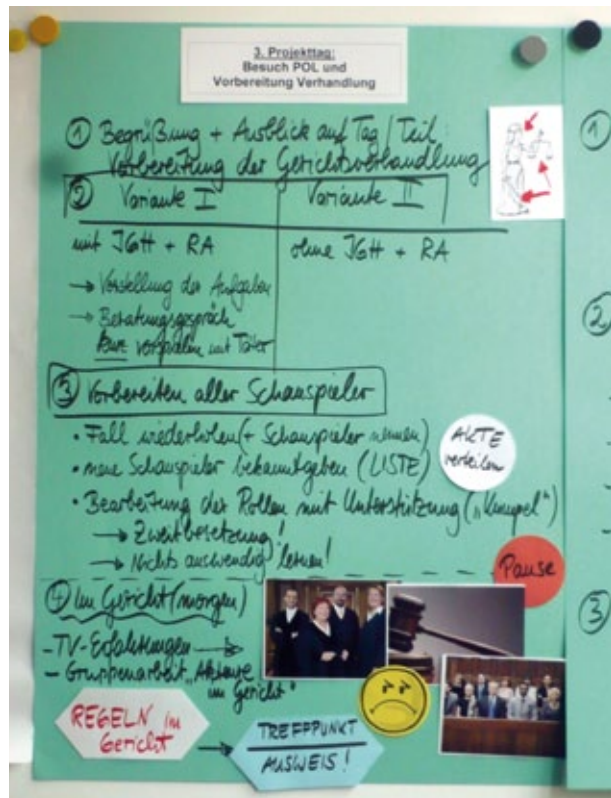 3. Projekttag:
Besuch POL und
Vorbereitung Verhandlung
① Begrüßung + Ausblick auf Tag / Teil
Vorbereitung der Gerichtsverhandlung
② Variante I
Variante II
mit JGH + RA
ohne JGH + RA
→ Vorstellung der Aufgaben
→ Beratungsgespräch
kurz vorspielen mit Täter
③ Vorbereiten aller Schauspieler
• Fall wiederholen (+ Schauspieler nennen)
• neue Schauspieler bekanntgeben (LISTE)
AKTE
verteilen
• Bearbeitung der Rollen mit Unterstützung („Kumpel“)
→ Zweitbesetzung!
→ Nichts auswendig lernen!
Pause
④ Im Gericht (morgen)
- TV-Erfahrungen →
- Gruppenarbeit „Akteure
im Gericht“
REGELN im
Gericht
→ TREFFPUNKT
AUSWEIS!
①
②
③